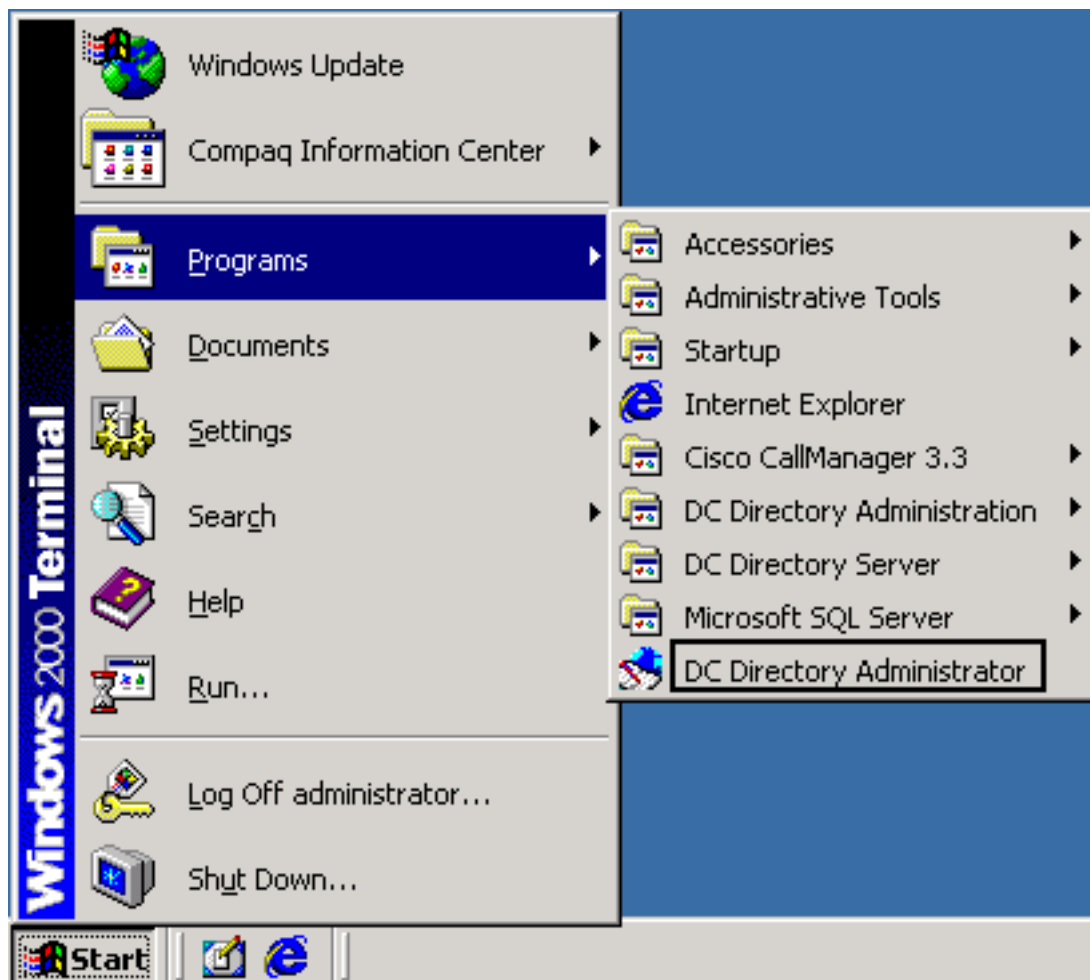 Windows Update
Compaq Information Center
Programs
Documents
Settings
Search
Help
Run...
Log Off administrator...
Shut Down...
Windows 2000 Terminal
Accessories
Administrative Tools
Startup
Internet Explorer
Cisco CallManager 3.3
DC Directory Administration
DC Directory Server
Microsoft SQL Server
DC Directory Administrator
Start